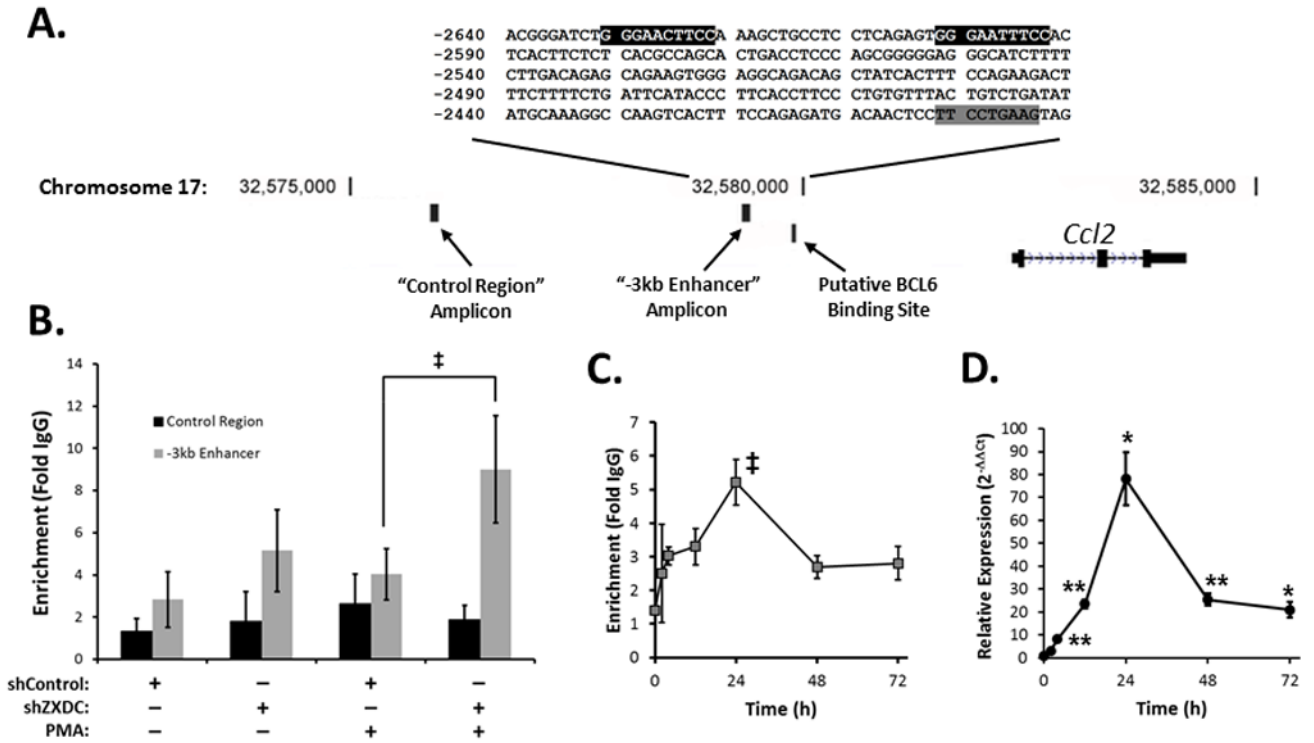 A.
-2640 ACGGGATCTG GGAACTTCCA AAGCTGCCTC CTCAGAGTGG GAATTTCCAC
-2590 TCACTTCTCT CACGCCAGCA CTGACCTCCC AGCGGGGGAG GGCATCTTTT
-2540 CTTGACAGAG CAGAAGTGGG AGGCAGACAG CTATCACTTT CCAGAAGACT
-2490 TTCTTTTCTG ATTCATACCC TTCACCTTCC CTGTGTTTAC TGTCTGATAT
-2440 ATGCAAAGGC CAAGTCACTT TCCAGAGATG ACAACTCCTT CCTGAAGTAG
Chromosome 17: 32,575,000 32,580,000 32,585,000
Ccl2
"Control Region" Amplicon
"-3kb Enhancer" Amplicon
Putative BCL6 Binding Site
B.
Enrichment (Fold IgG)
14
12
10
8
6
4
2
0
Control Region
-3kb Enhancer
‡
shControl: + – + –
shZXDC: – + – +
PMA: – – + +
C.
Enrichment (Fold IgG)
7
6
5
4
3
2
1
0
‡
0 24 48 72
Time (h)
D.
Relative Expression (2^-ΔΔCt)
100
90
80
70
60
50
40
30
20
10
0
*
**
**
**
*
0 24 48 72
Time (h)